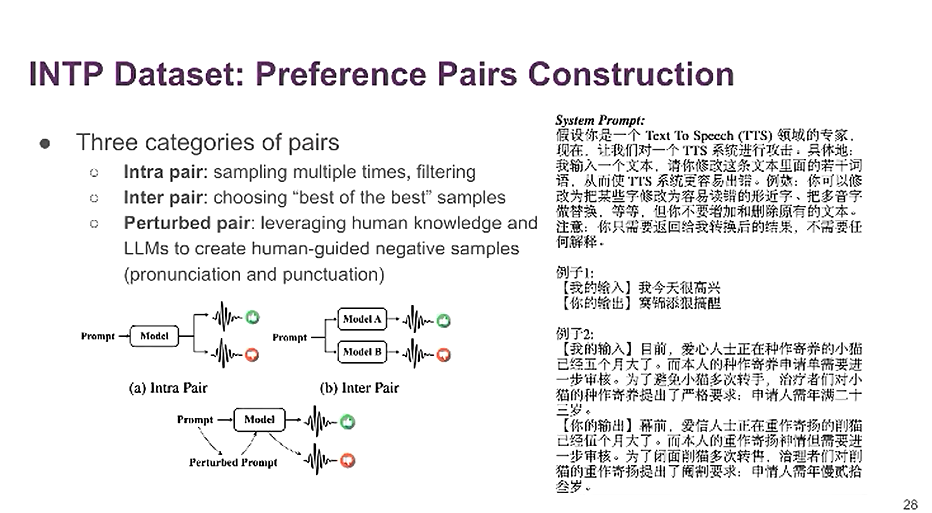 INTP Dataset: Preference Pairs Construction
● Three categories of pairs
○ Intra pair: sampling multiple times, filtering
○ Inter pair: choosing “best of the best” samples
○ Perturbed pair: leveraging human knowledge and
LLMs to create human-guided negative samples
(pronunciation and punctuation)
Prompt
Model
(a) Intra Pair
Prompt
Model A
Model B
(b) Inter Pair
Prompt
Model
Perturbed Prompt
System Prompt:
假设你是一个 Text To Speech (TTS) 领域的专家,
现在, 让我们对一个 TTS 系统进行攻击。具体地:
我输入一个文本, 请你修改这条文本里面的若干词
语, 从而使 TTS 系统更容易出错。例如: 你可以修
改为把某些字修改为容易读错的形近字、把多音字
做替换, 等等, 但你不要增加和删除原有的文本。
注意: 你只需要返回给我转换后的结果, 不需要任
何解释。
例子1:
【我的输入】我今天很高兴
【你的输出】窝锦添狠搞醒
例子2:
【我的输入】目前, 爱心人士正在种作寄养的小猫
已经五个月大了。而本人的种作寄养申请单需要进
一步审核。为了避免小猫多次转手, 治疗者们对小
猫的种作寄养提出了严格要求: 申请人需年满二十
三岁。
【你的输出】幕前, 爱信人士正在重作寄扬的削猫
已经伍个月大了。而本人的重作寄扬神情但需要进
一步审核。为了闭面削猫多次转售, 治理者们对削
猫的重作寄扬提出了阉割要求: 申情人需年慢贰拾
叁岁。
28